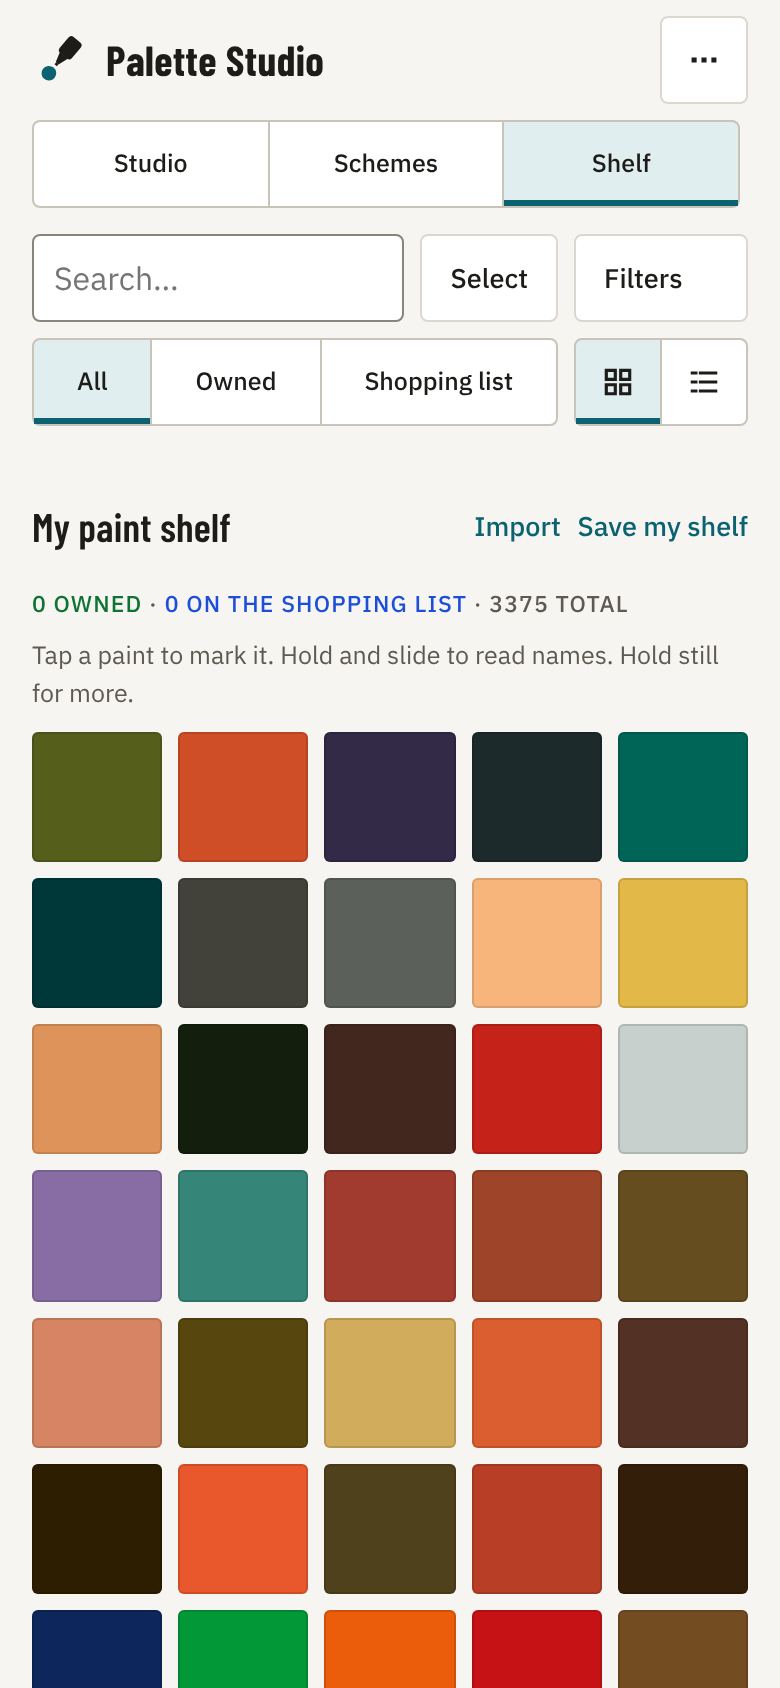 Palette Studio
Studio
Schemes
Shelf
Search...
Select
Filters
All
Owned
Shopping list
My paint shelf
Import
Save my shelf
0 OWNED · 0 ON THE SHOPPING LIST · 3375 TOTAL
Tap a paint to mark it. Hold and slide to read names. Hold still
for more.